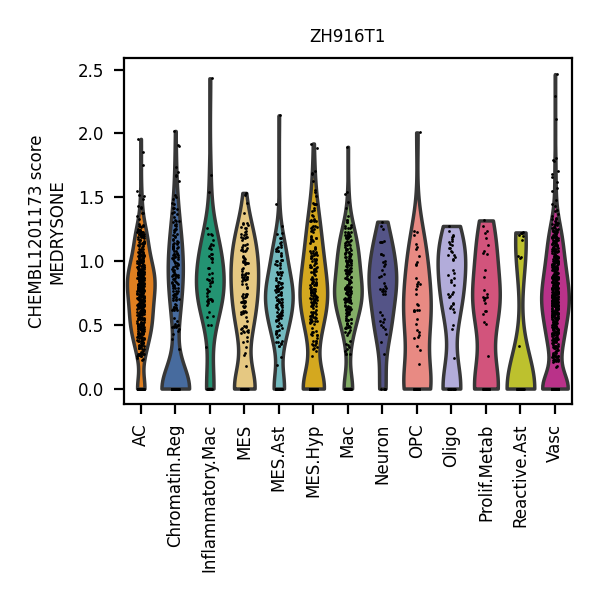 ZH916T1
CHEMBL1201173 score
MEDRYSONE
2.5
2.0
1.5
1.0
0.5
0.0
AC
Chromatin.Reg
Inflammatory.Mac
MES
MES.Ast
MES.Hyp
Mac
Neuron
OPC
Oligo
Prolif.Metab
Reactive.Ast
Vasc